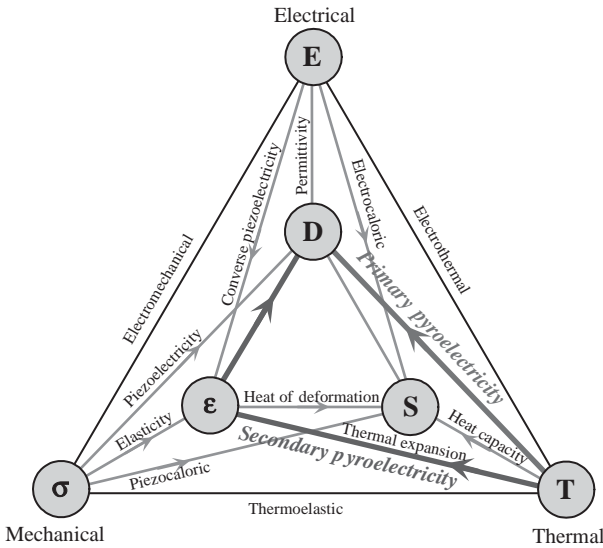 Electrical
E
Permittivity
Electrocaloric
Converse piezoelectricity
Electromechanical
Electrothermal
D
Primary pyroelectricity
Piezoelectricity
ε
Heat of deformation
S
Elasticity
Thermal expansion
Heat capacity
Secondary pyroelectricity
Piezocaloric
σ
T
Thermoelastic
Mechanical
Thermal